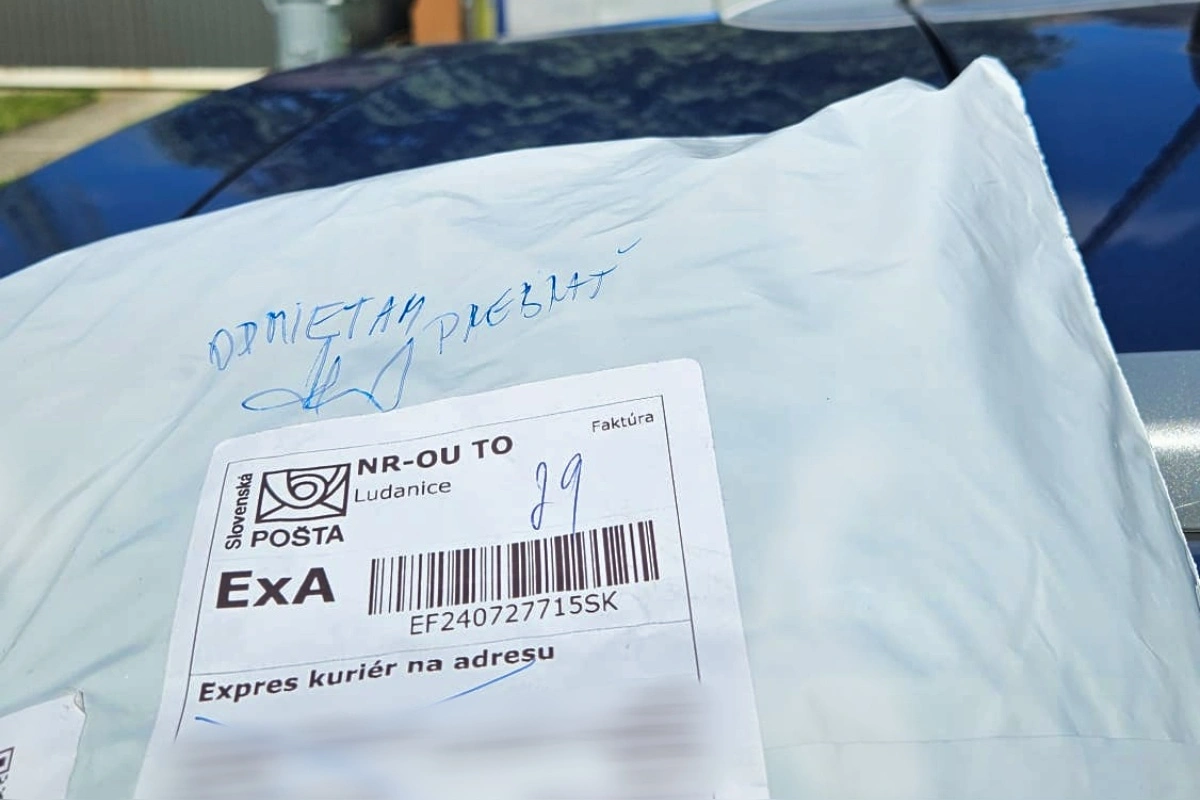 ODMIETAM PREBRAŤ
Faktúra
NR-OU TO
Ludanice
29
Slovenská
POŠTA
ExA
EF240727715SK
Expres kuriér na adresu